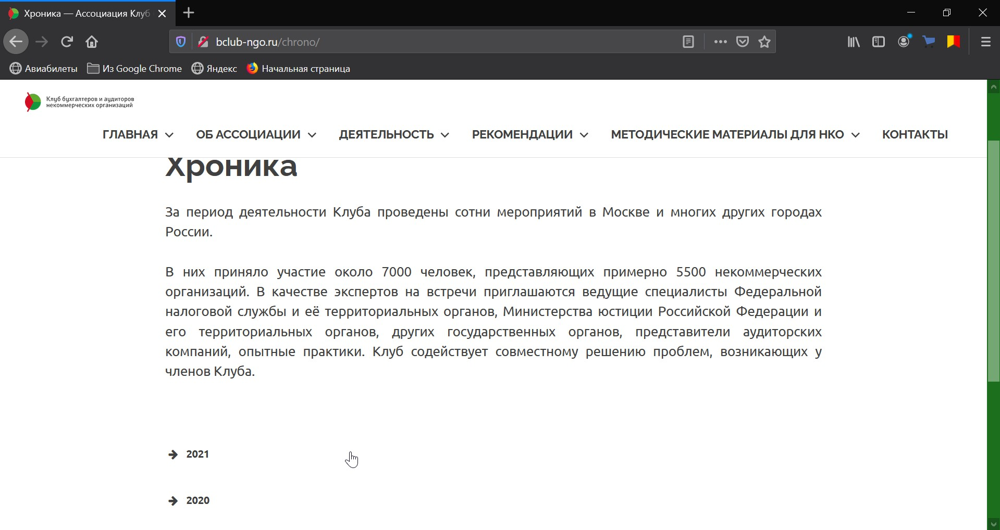 Хроника — Ассоциация Клуб
bclub-ngo.ru/chrono/
Авиабилеты Из Google Chrome Яндекс Начальная страница
Клуб бухгалтеров и аудиторов
некоммерческих организаций
ГЛАВНАЯ ОБ АССОЦИАЦИИ ДЕЯТЕЛЬНОСТЬ РЕКОМЕНДАЦИИ МЕТОДИЧЕСКИЕ МАТЕРИАЛЫ ДЛЯ НКО КОНТАКТЫ
Хроника
За период деятельности Клуба проведены сотни мероприятий в Москве и многих других городах
России.
В них приняло участие около 7000 человек, представляющих примерно 5500 некоммерческих
организаций. В качестве экспертов на встречи приглашаются ведущие специалисты Федеральной
налоговой службы и её территориальных органов, Министерства юстиции Российской Федерации и
его территориальных органов, других государственных органов, представители аудиторских
компаний, опытные практики. Клуб содействует совместному решению проблем, возникающих у
членов Клуба.
2021
2020